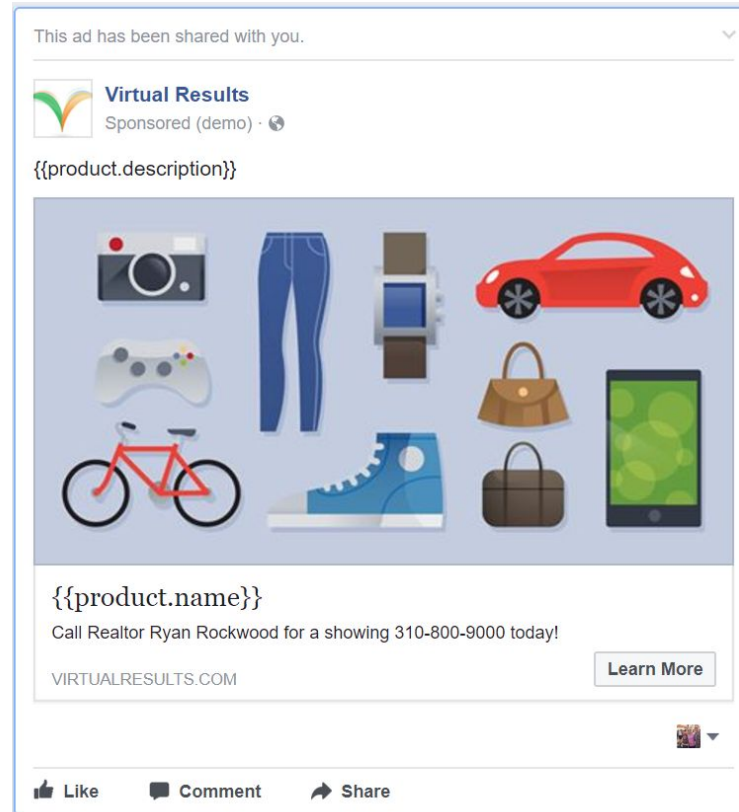 This ad has been shared with you.
Virtual Results
Sponsored (demo) ·
{{product.description}}
{{product.name}}
Call Realtor Ryan Rockwood for a showing 310-800-9000 today!
VIRTUALRESULTS.COM
Learn More
Like Comment Share